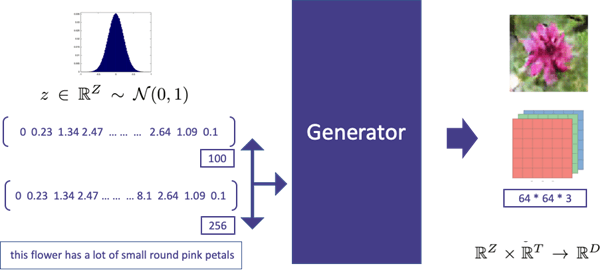 z ∈ ℝ^Z ∼ 𝒩(0, 1)
0 0.23 1.34 2.47 ... ... ... 2.64 1.09 0.1
100
0 0.23 1.34 2.47 ... ... ... 8.1 2.64 1.09 0.1
256
this flower has a lot of small round pink petals
Generator
64 * 64 * 3
ℝ^Z × ℝ^T → ℝ^D